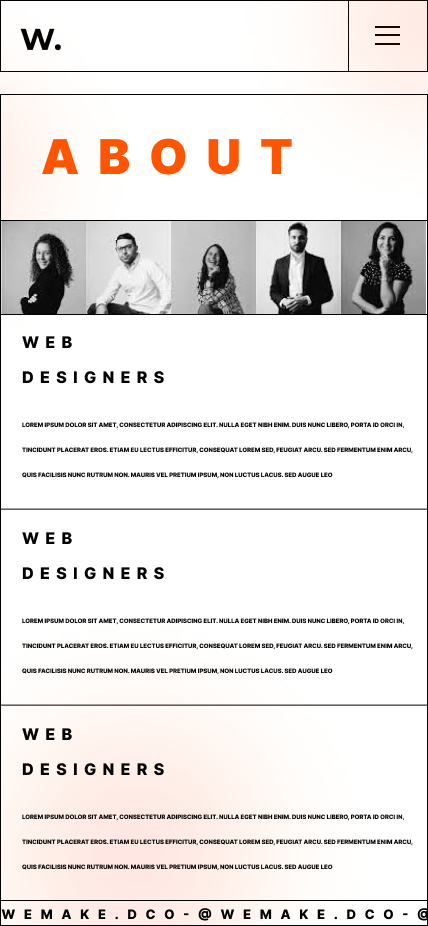 W.
ABOUT
WEB
DESIGNERS
LOREM IPSUM DOLOR SIT AMET, CONSECTETUR ADIPISCING ELIT. NULLA EGET NIBH ENIM. DUIS NUNC LIBERO, PORTA ID ORCI IN,
TINCIDUNT PLACERAT EROS. ETIAM EU LECTUS EFFICITUR, CONSEQUAT LOREM SED, FEUGIAT ARCU. SED FERMENTUM ENIM ARCU,
QUIS FACILISIS NUNC RUTRUM NON. MAURIS VEL PRETIUM IPSUM, NON LUCTUS LACUS. SED AUGUE LEO
WEB
DESIGNERS
LOREM IPSUM DOLOR SIT AMET, CONSECTETUR ADIPISCING ELIT. NULLA EGET NIBH ENIM. DUIS NUNC LIBERO, PORTA ID ORCI IN,
TINCIDUNT PLACERAT EROS. ETIAM EU LECTUS EFFICITUR, CONSEQUAT LOREM SED, FEUGIAT ARCU. SED FERMENTUM ENIM ARCU,
QUIS FACILISIS NUNC RUTRUM NON. MAURIS VEL PRETIUM IPSUM, NON LUCTUS LACUS. SED AUGUE LEO
WEB
DESIGNERS
LOREM IPSUM DOLOR SIT AMET, CONSECTETUR ADIPISCING ELIT. NULLA EGET NIBH ENIM. DUIS NUNC LIBERO, PORTA ID ORCI IN,
TINCIDUNT PLACERAT EROS. ETIAM EU LECTUS EFFICITUR, CONSEQUAT LOREM SED, FEUGIAT ARCU. SED FERMENTUM ENIM ARCU,
QUIS FACILISIS NUNC RUTRUM NON. MAURIS VEL PRETIUM IPSUM, NON LUCTUS LACUS. SED AUGUE LEO
WEMAKE.DCO-@WEMAKE.DCO-@